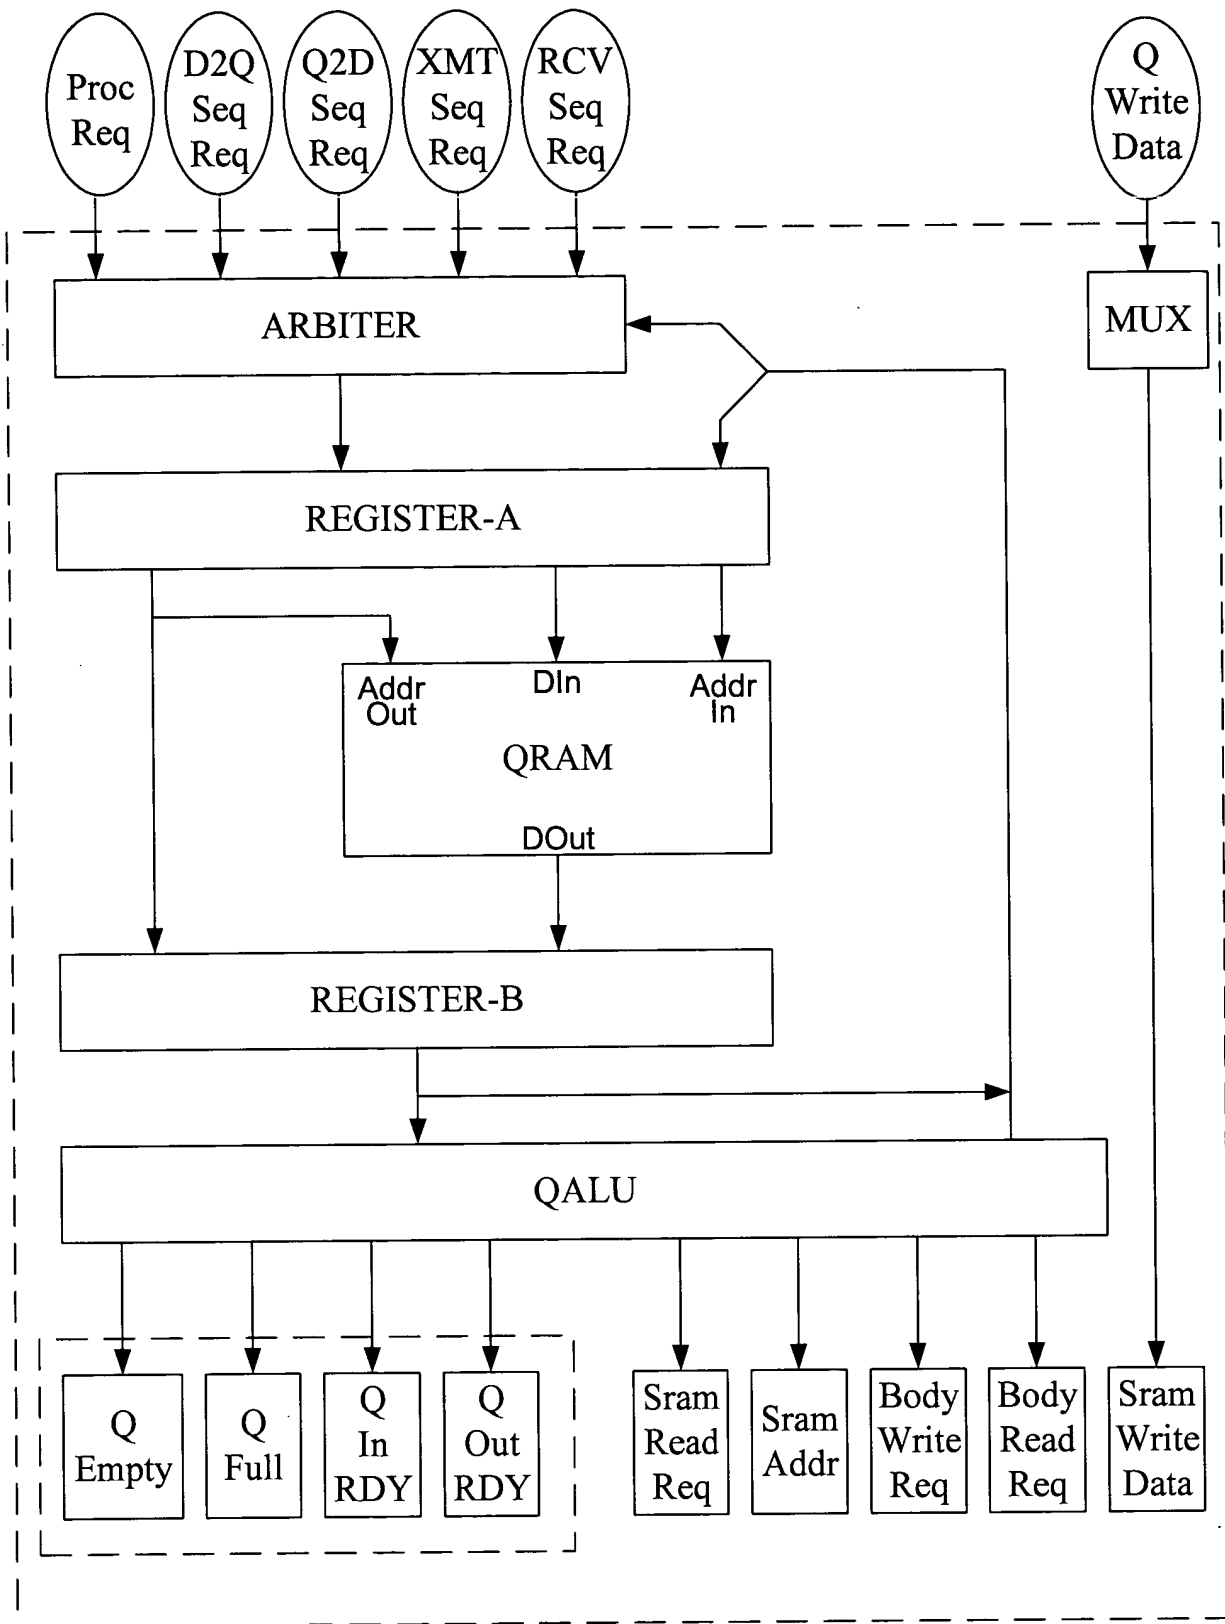 Proc
Req
D2Q
Seq
Req
Q2D
Seq
Req
XMT
Seq
Req
RCV
Seq
Req
Q
Write
Data
ARBITER
MUX
REGISTER-A
Addr
Out
DIn
Addr
In
QRAM
DOut
REGISTER-B
QALU
Q
Empty
Q
Full
Q
In
RDY
Q
Out
RDY
Sram
Read
Req
Sram
Addr
Body
Write
Req
Body
Read
Req
Sram
Write
Data